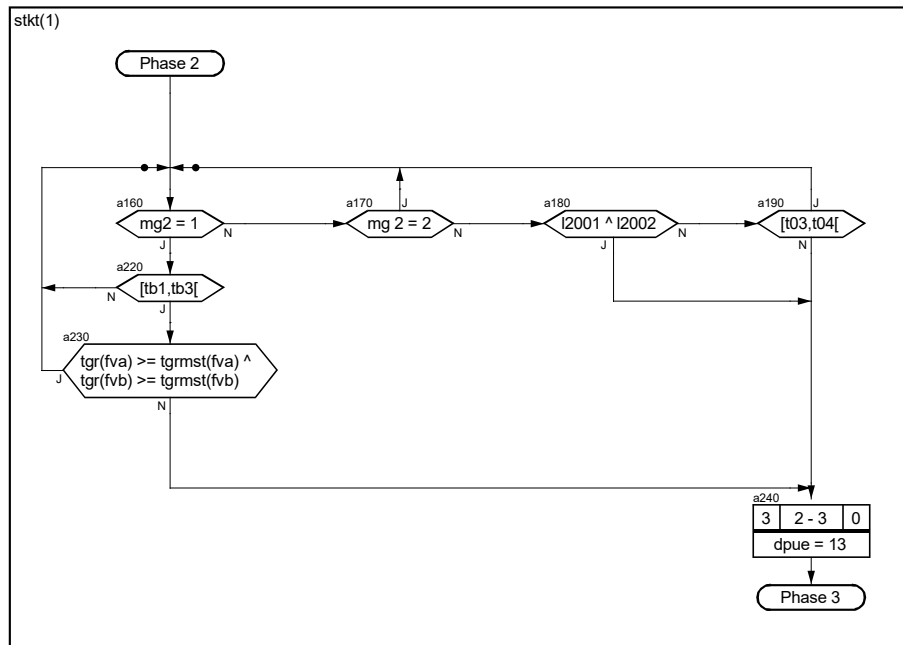 stkt(1)
Phase 2
a160
mg2 = 1
N
J
a170
mg 2 = 2
J
N
a180
l2001 ^ l2002
J
N
a190
[t03,t04[
J
N
a220
[tb1,tb3[
N
J
a230
tgr(fva) >= tgrmst(fva) ^
tgr(fvb) >= tgrmst(fvb)
J
N
a240
3 2 - 3 0
dpue = 13
Phase 3